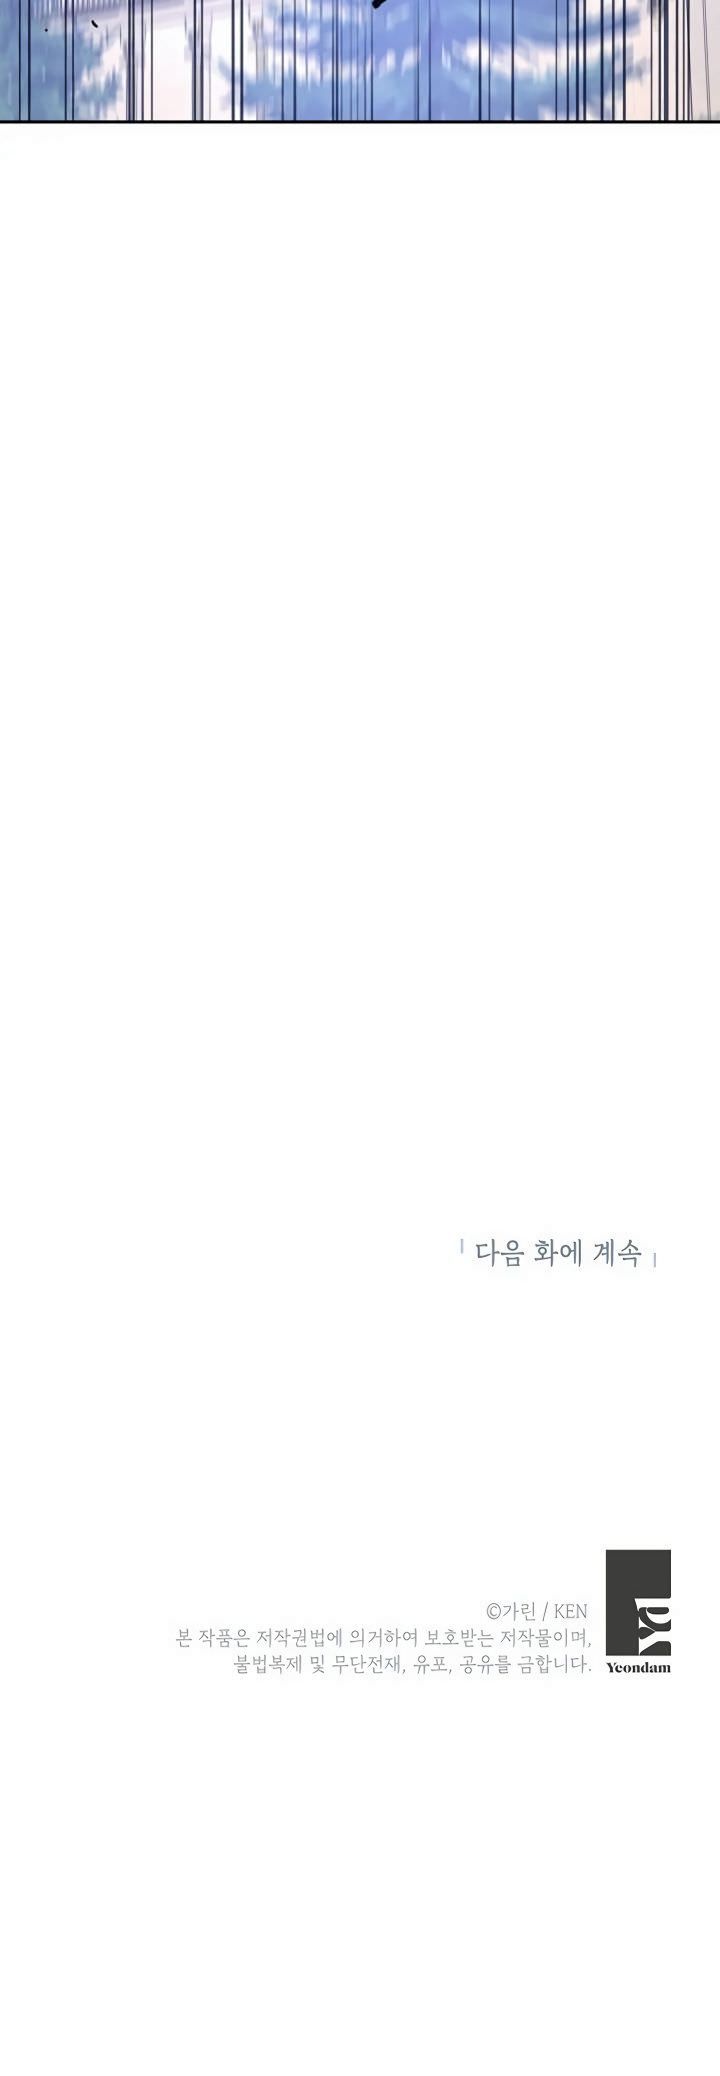 다음 화에 계속
©가린 / KEN
본 작품은 저작권법에 의거하여 보호받는 저작물이며,
불법복제 및 무단전재, 유포, 공유를 금합니다.
Ya
Yeondam